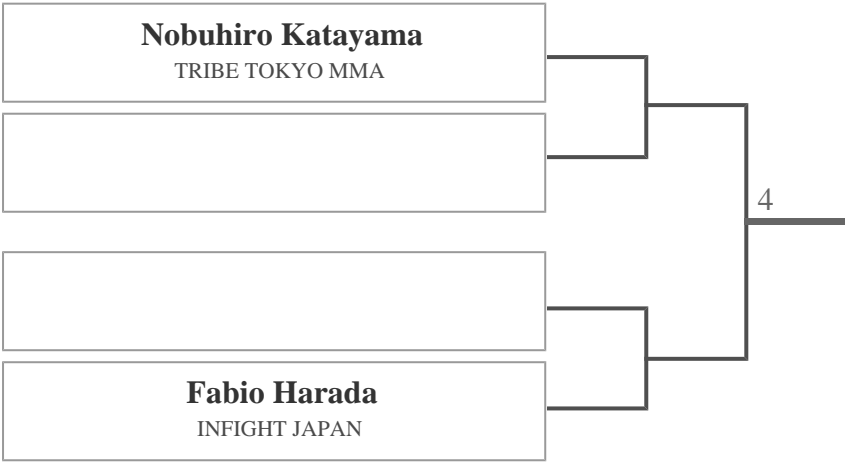 Nobuhiro Katayama
TRIBE TOKYO MMA
4
Fabio Harada
INFIGHT JAPAN